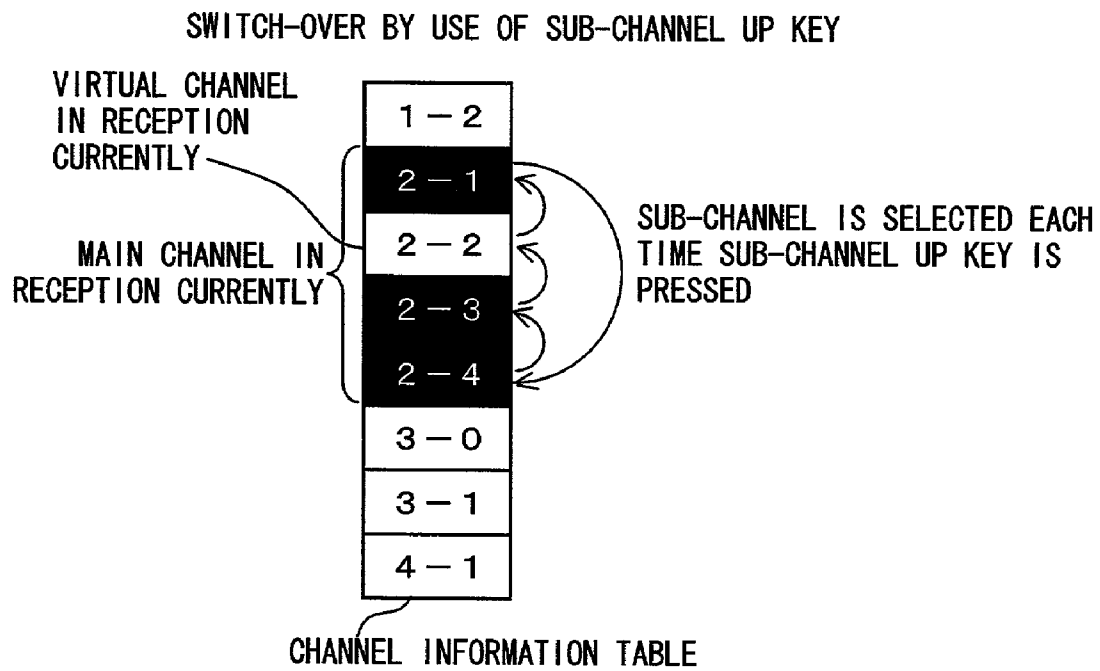 SWITCH-OVER BY USE OF SUB-CHANNEL UP KEY
VIRTUAL CHANNEL
IN RECEPTION
CURRENTLY
MAIN CHANNEL IN
RECEPTION CURRENTLY
1-2
2-1
2-2
2-3
2-4
3-0
3-1
4-1
SUB-CHANNEL IS SELECTED EACH
TIME SUB-CHANNEL UP KEY IS
PRESSED
CHANNEL INFORMATION TABLE